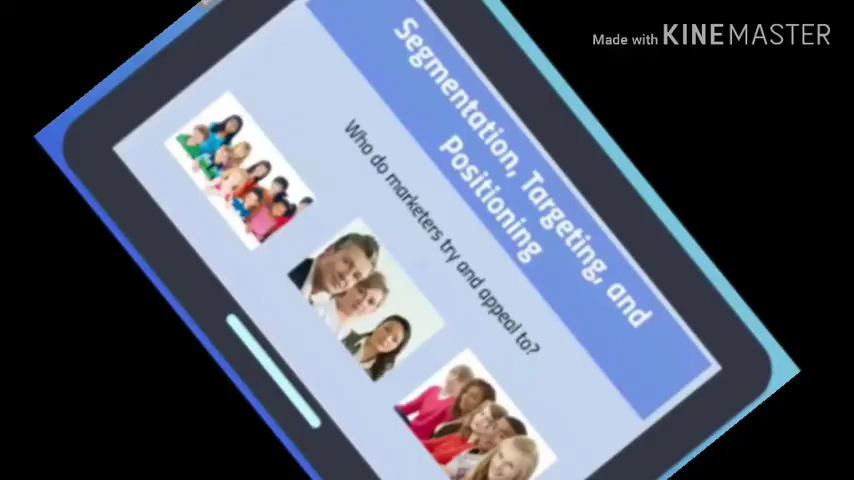 Made with KINEMASTER
Segmentation, Targeting, and
Positioning
Who do marketers try and appeal to?